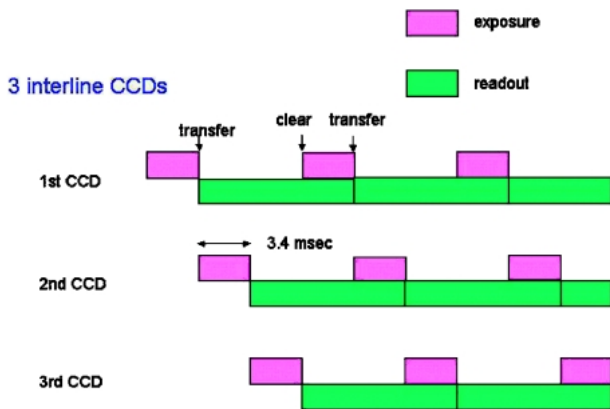 exposure
3 interline CCDs
readout
transfer
clear
transfer
1st CCD
3.4 msec
2nd CCD
3rd CCD